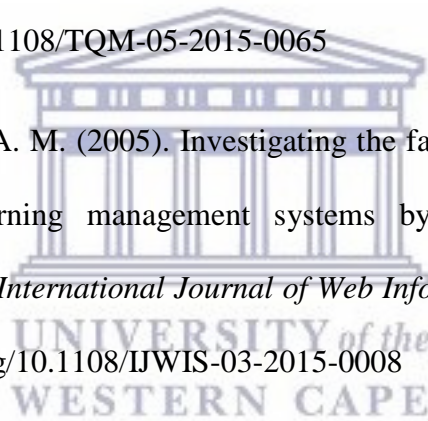 1108/TQM-05-2015-0065
A. M. (2005). Investigating the fa
rning management systems by
International Journal of Web Info
UNIVERSITY of the
g/10.1108/IJWIS-03-2015-0008
WESTERN CAPE